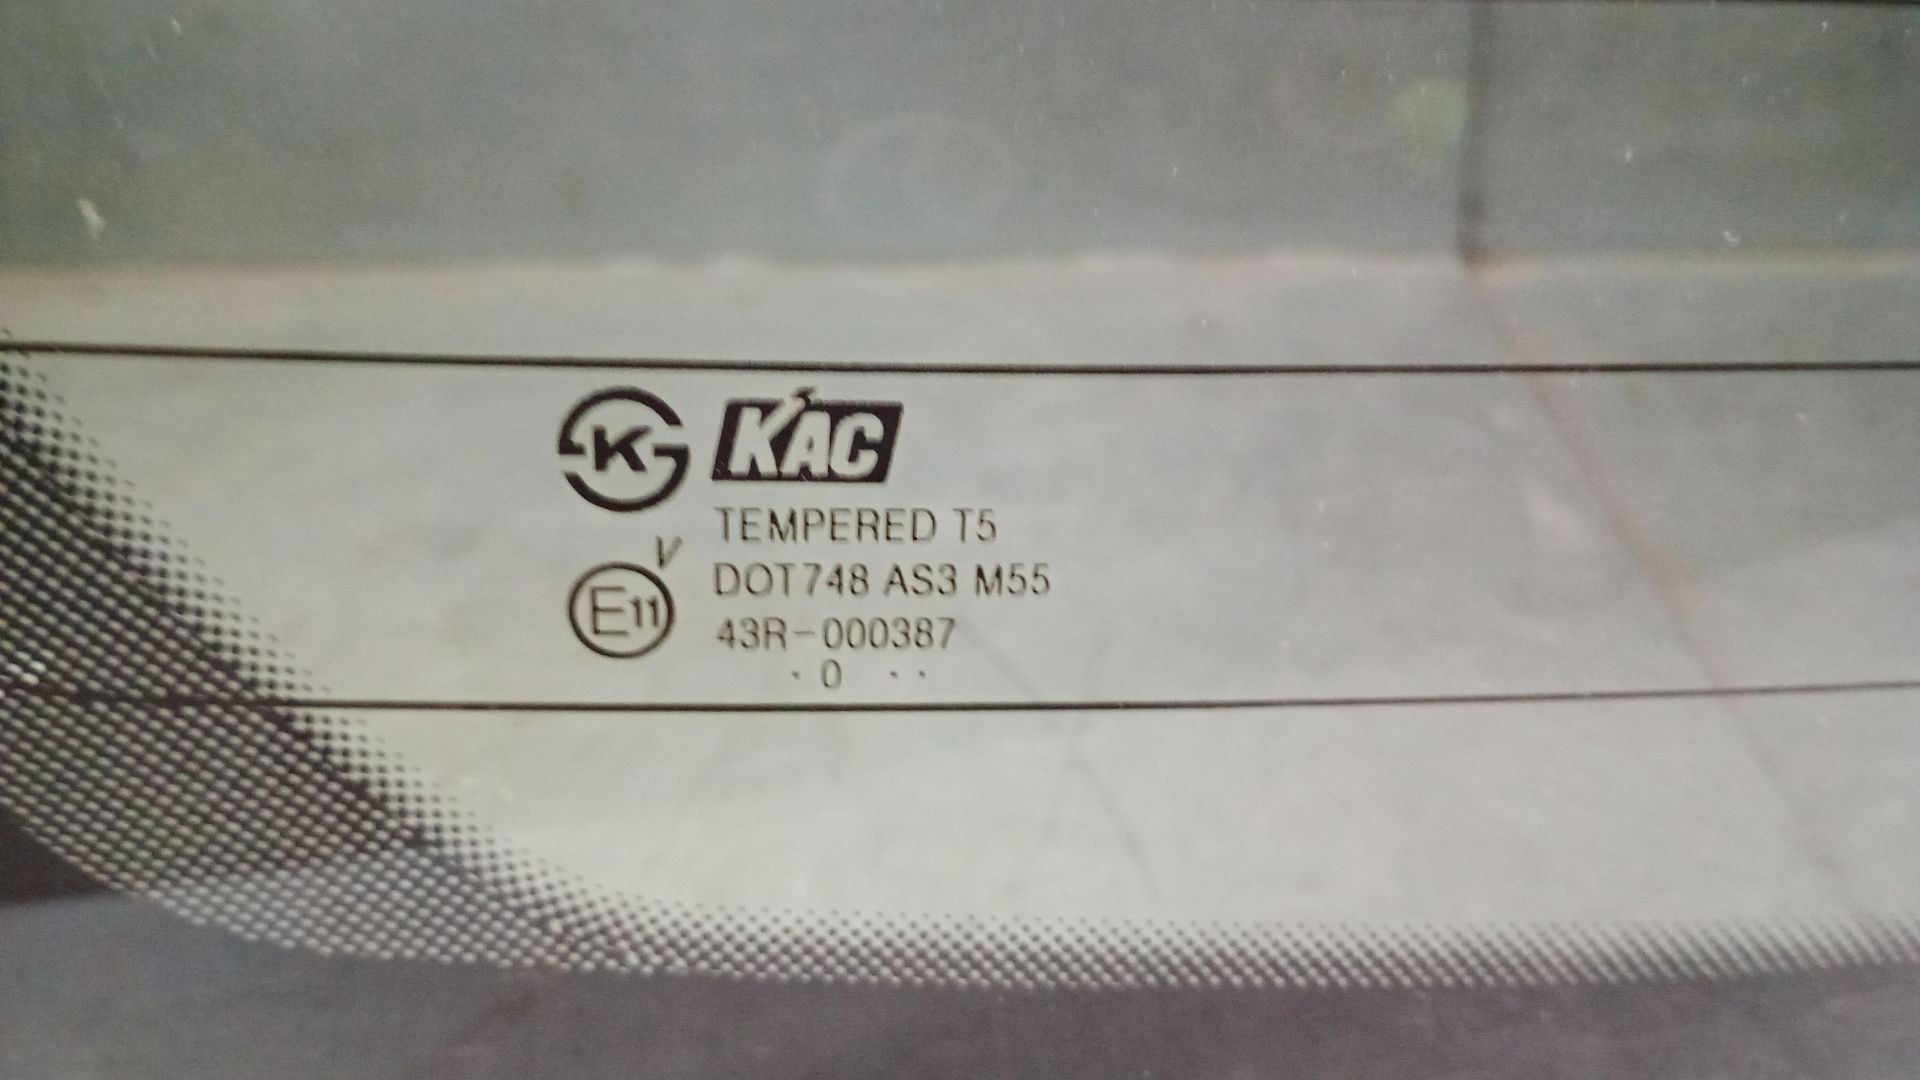 K KAC
TEMPERED T5
V
DOT748 AS3 M55
E11
43R-000387
. 0 . .